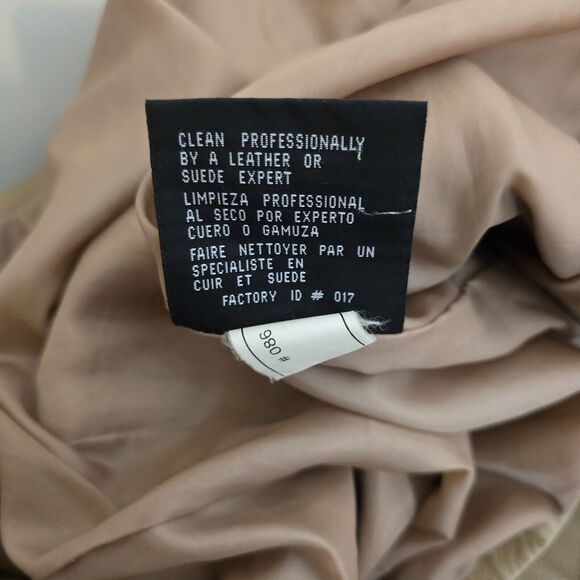 CLEAN PROFESSIONALLY
BY A LEATHER OR
SUEDE EXPERT
LIMPIEZA PROFESSIONAL
AL SECO POR EXPERTO
CUERO O GAMUZA
FAIRE NETTOYER PAR UN
SPECIALISTE EN
CUIR ET SUEDE
FACTORY ID # 017
# 086